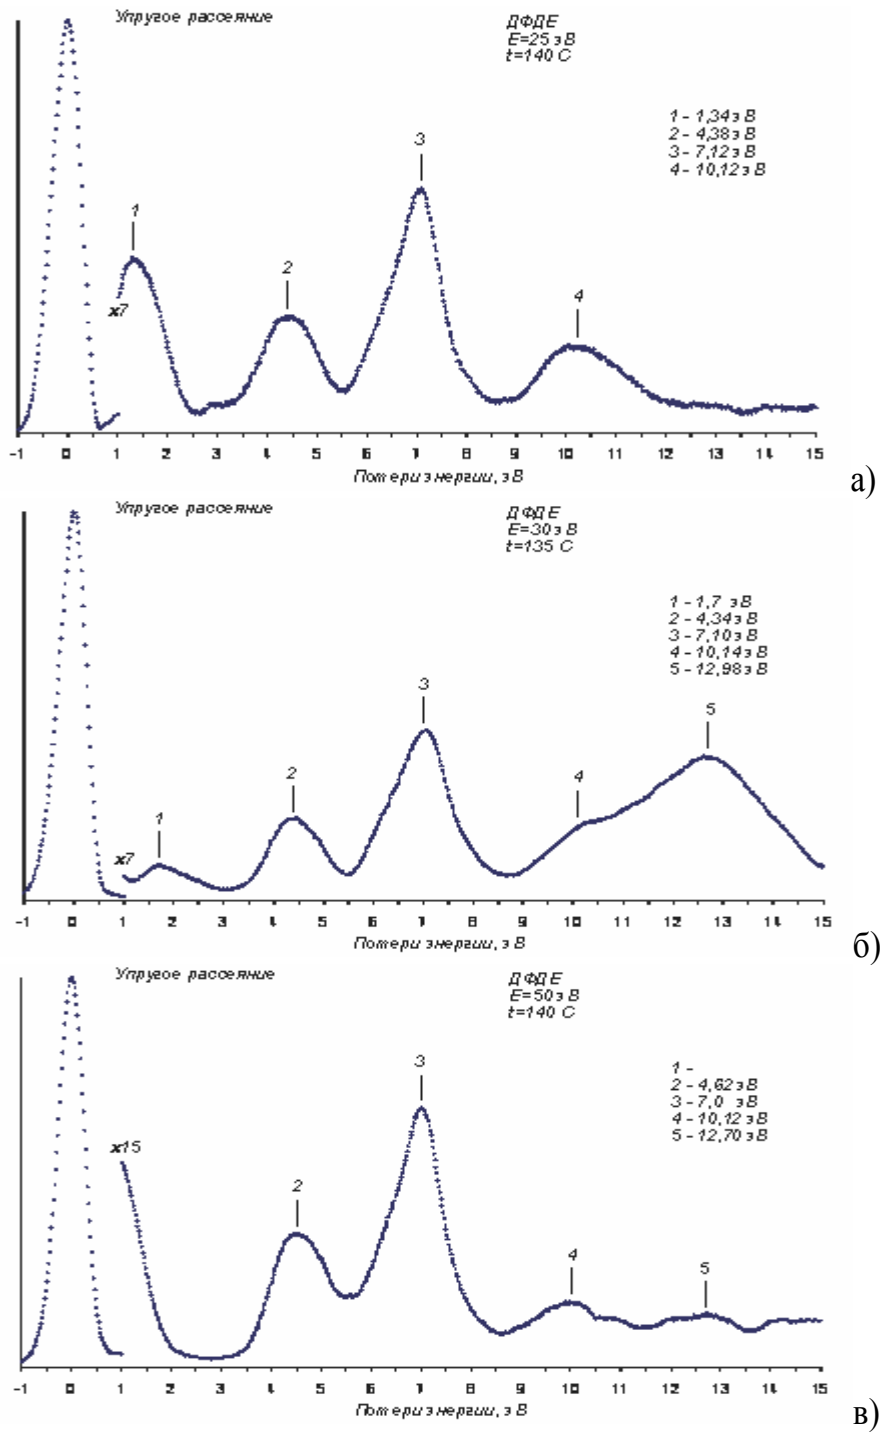 Упругое рассеяние
ДФДЕ
E=25 эВ
t=140 C
1 - 1,34 эВ
2 - 4,38 эВ
3 - 7,12 эВ
4 - 10,12 эВ
1
2
3
4
x7
-1 0 1 2 3 4 5 6 7 8 9 10 11 12 13 14 15
Потери энергии, эВ
а)
Упругое рассеяние
ДФДЕ
E=30 эВ
t=135 C
1 - 1,7 эВ
2 - 4,34 эВ
3 - 7,10 эВ
4 - 10,14 эВ
5 - 12,98 эВ
1
2
3
4
5
x7
-1 0 1 2 3 4 5 6 7 8 9 10 11 12 13 14 15
Потери энергии, эВ
б)
Упругое рассеяние
ДФДЕ
E=50 эВ
t=140 C
1 -
2 - 4,62 эВ
3 - 7,0 эВ
4 - 10,12 эВ
5 - 12,70 эВ
2
3
4
5
x15
-1 0 1 2 3 4 5 6 7 8 9 10 11 12 13 14 15
Потери энергии, эВ
в)